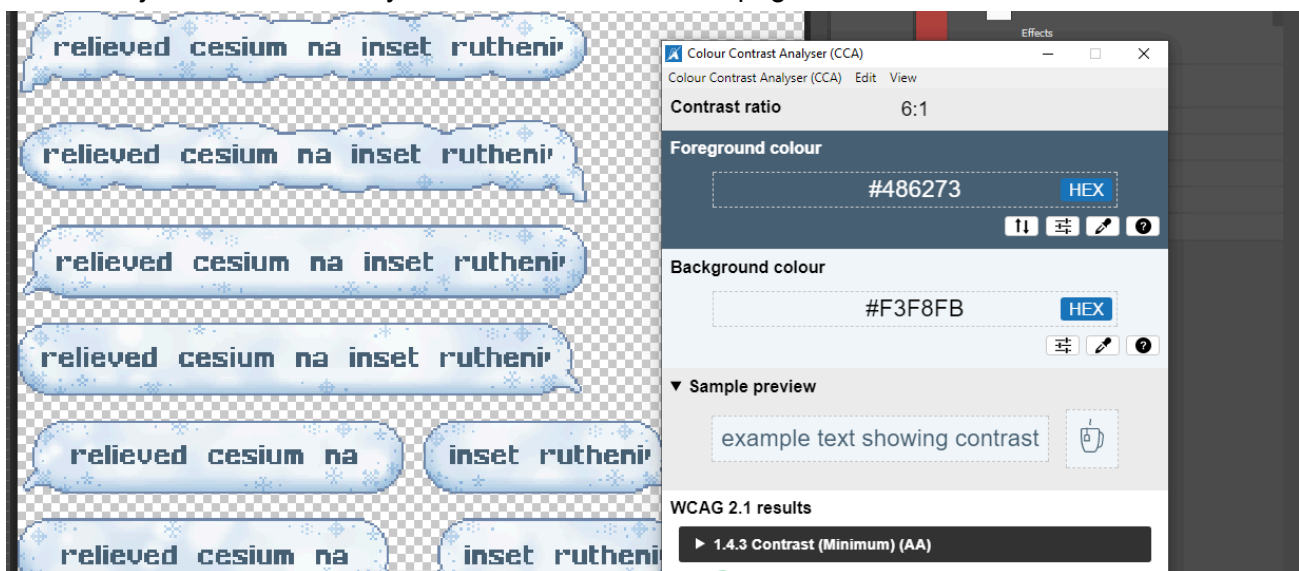 relieved cesium na inset rutheni
relieved cesium na inset rutheni
relieved cesium na inset rutheni
relieved cesium na inset rutheni
relieved cesium na
inset rutheni
relieved cesium na
inset rutheni
Effects
Colour Contrast Analyser (CCA)
Colour Contrast Analyser (CCA) Edit View
Contrast ratio 6:1
Foreground colour
#486273 HEX
Background colour
#F3F8FB HEX
▼ Sample preview
example text showing contrast
WCAG 2.1 results
▶ 1.4.3 Contrast (Minimum) (AA)